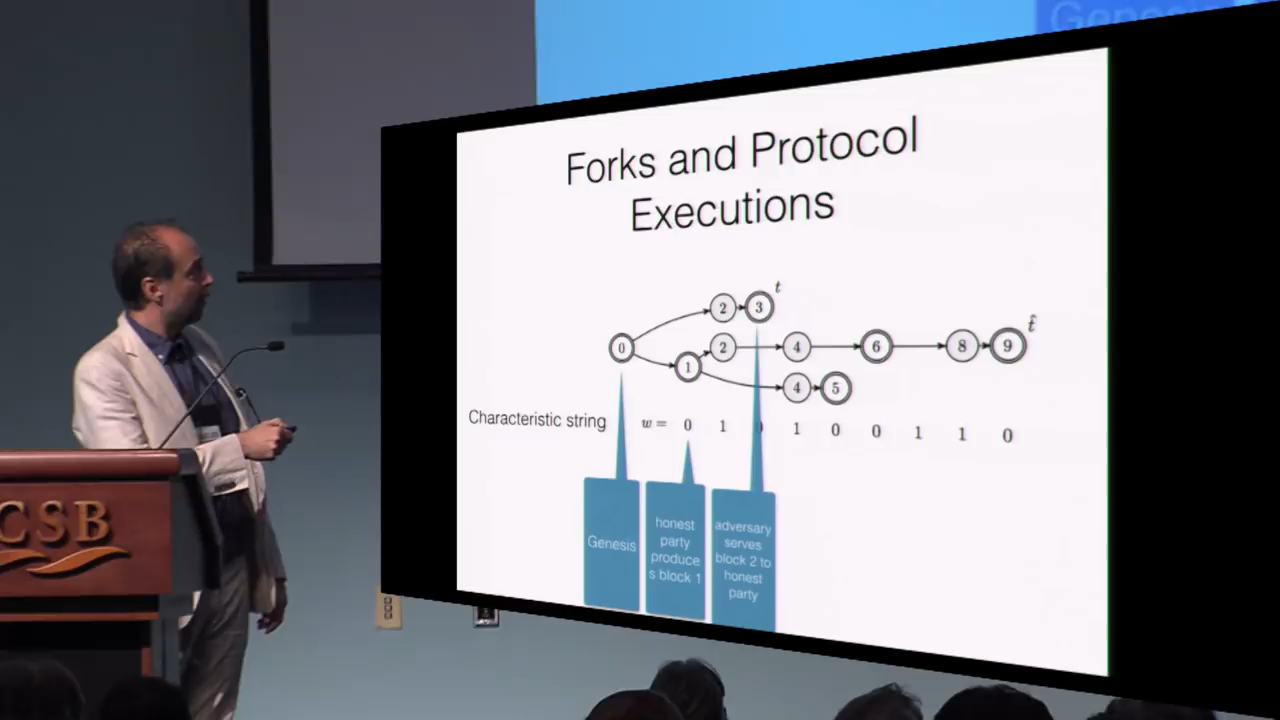 Genesis
Forks and Protocol
Executions
t
2 3
t̂
0 2 4 6 8 9
1
4 5
Characteristic string w = 0 1 1 0 0 1 1 0
Genesis
honest
party
produce
s block 1
adversary
serves
block 2 to
honest
party
CSB